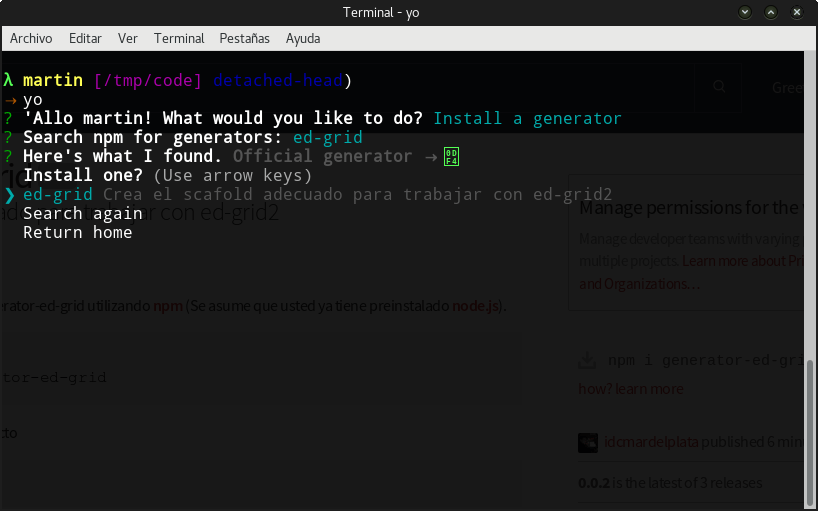 Terminal - yo
Archivo Editar Ver Terminal Pestañas Ayuda
λ martin [/tmp/code] detached-head)
→ yo
? 'Allo martin! What would you like to do? Install a generator
? Search npm for generators: ed-grid
? Here's what I found. Official generator →
Install one? (Use arrow keys)
❯ ed-grid Crea el scafold adecuado para trabajar con ed-grid2
Search again
Return home
con ed-grid2
Manage permissions for the
Manage developer teams with varying
multiple projects. Learn more about
and Organizations…
erator-ed-grid utilizando npm (Se asume que usted ya tiene preinstalado node.js).
tor-ed-grid
npm i generator-ed-gri
how? learn more
idcmardelplata published 6 min
0.0.2 is the latest of 3 releases